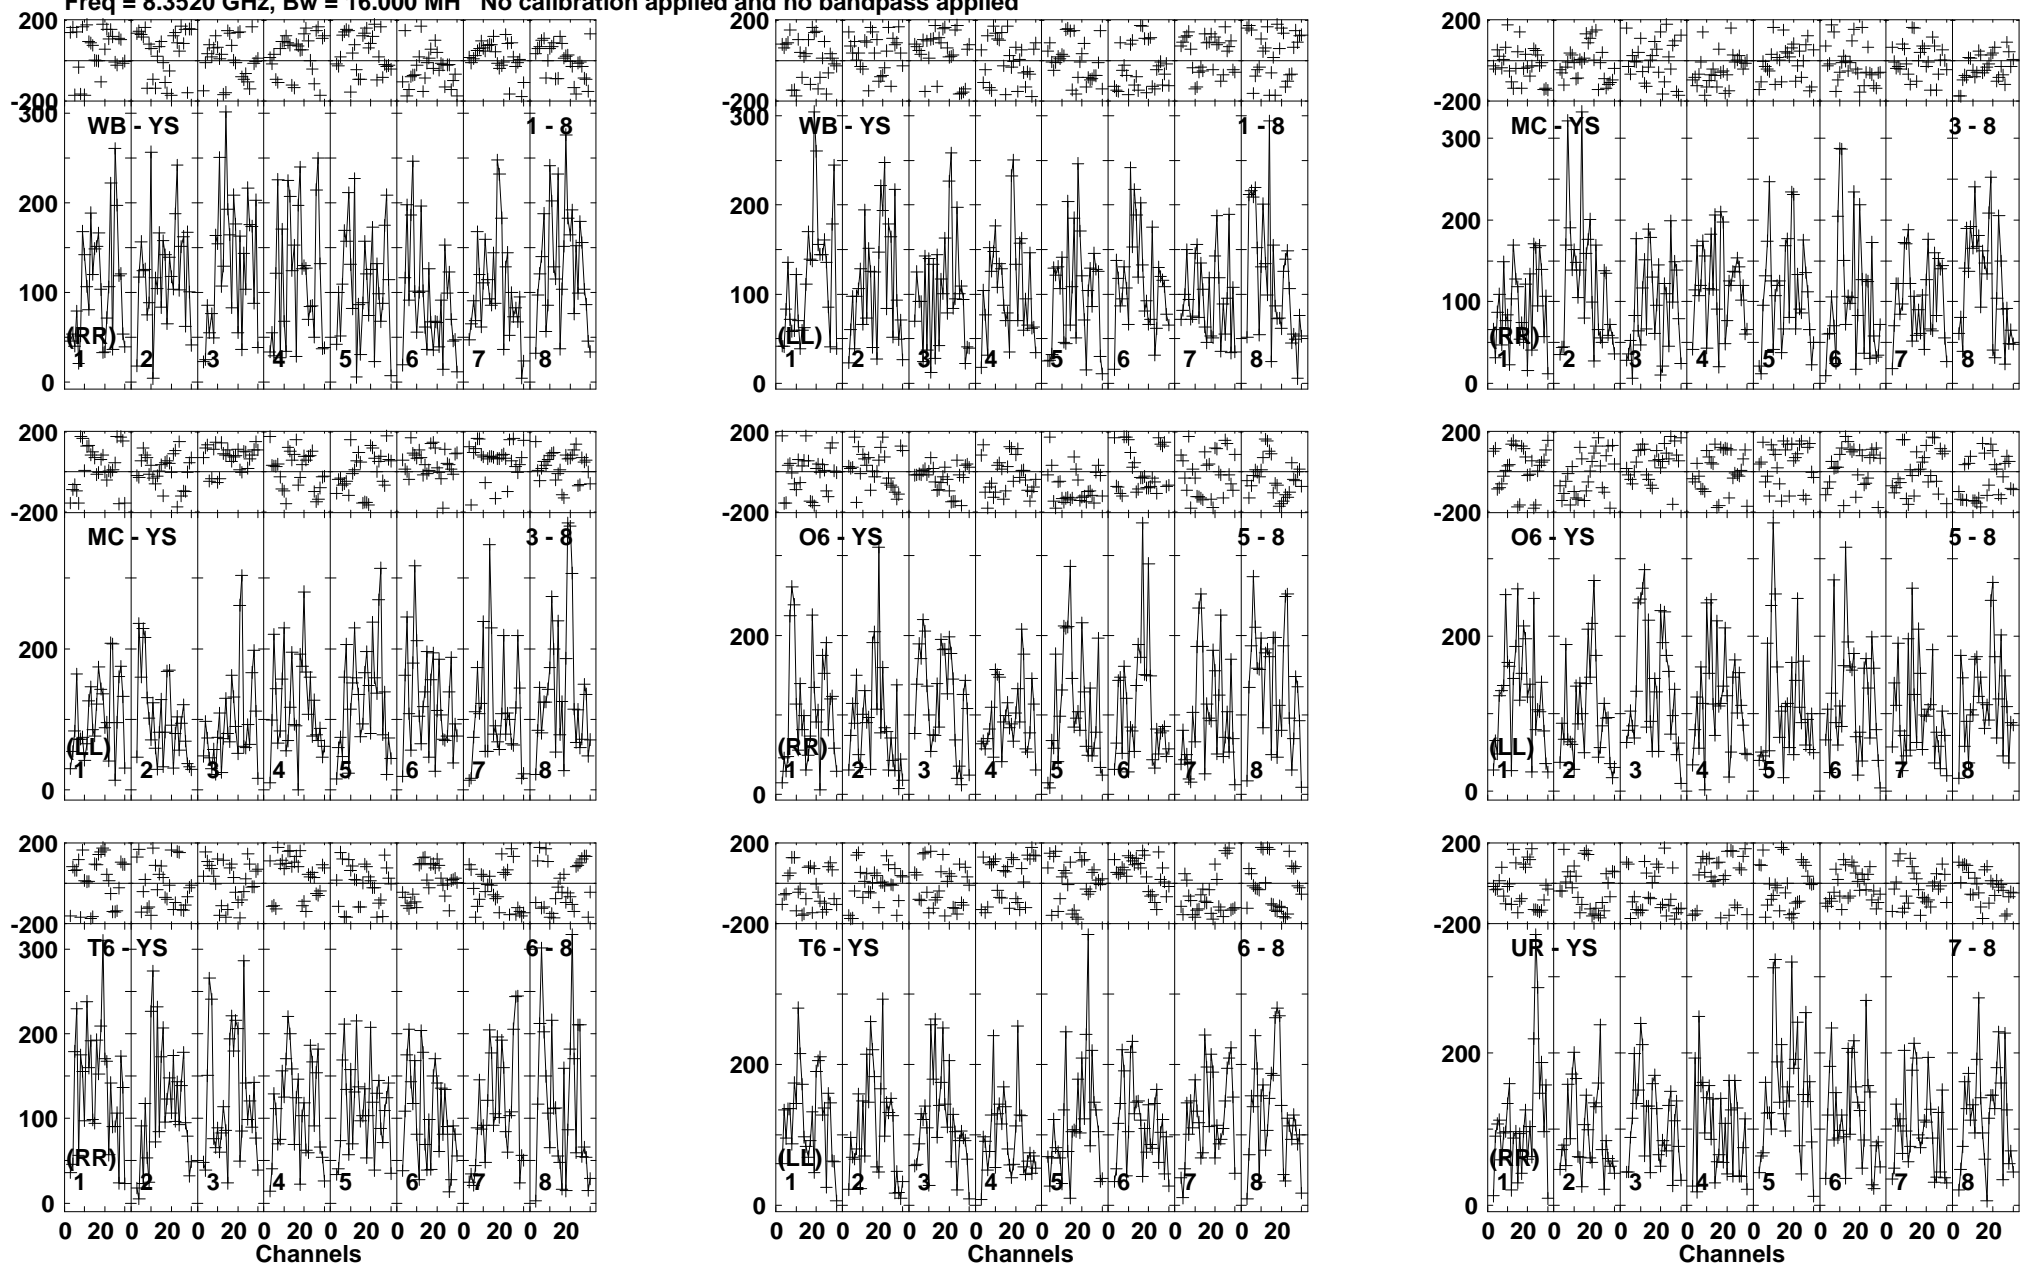 Freq = 8.3520 GHz, Bw = 16.000 MH No calibration applied and no bandpass applied
200 200 200
-200 -200 -200
WB - YS 1 - 8 WB - YS 1 - 8 MC - YS 3 - 8
300 300 300
200 200 200
100 100 100
(RR) (LL) (RR)
1 2 3 4 5 6 7 8 1 2 3 4 5 6 7 8 1 2 3 4 5 6 7 8
0 0 0
200 200 200
-200 -200 -200
MC - YS 3 - 8 O6 - YS 5 - 8 O6 - YS 5 - 8
200 200 200
(LL) (RR) (LL)
1 2 3 4 5 6 7 8 1 2 3 4 5 6 7 8 1 2 3 4 5 6 7 8
0 0 0
200 200 200
-200 -200 -200
T6 - YS 6 - 8 T6 - YS 6 - 8 UR - YS 7 - 8
300
200 200 200
100
(RR) (LL) (RR)
1 2 3 4 5 6 7 8 1 2 3 4 5 6 7 8 1 2 3 4 5 6 7 8
0 0 0
0 20 0 20 0 20 0 20 0 20 0 20 0 20 0 20 0 20 0 20 0 20 0 20 0 20 0 20 0 20 0 20 0 20 0 20 0 20 0 20 0 20 0 20 0 20 0 20
Channels Channels Channels